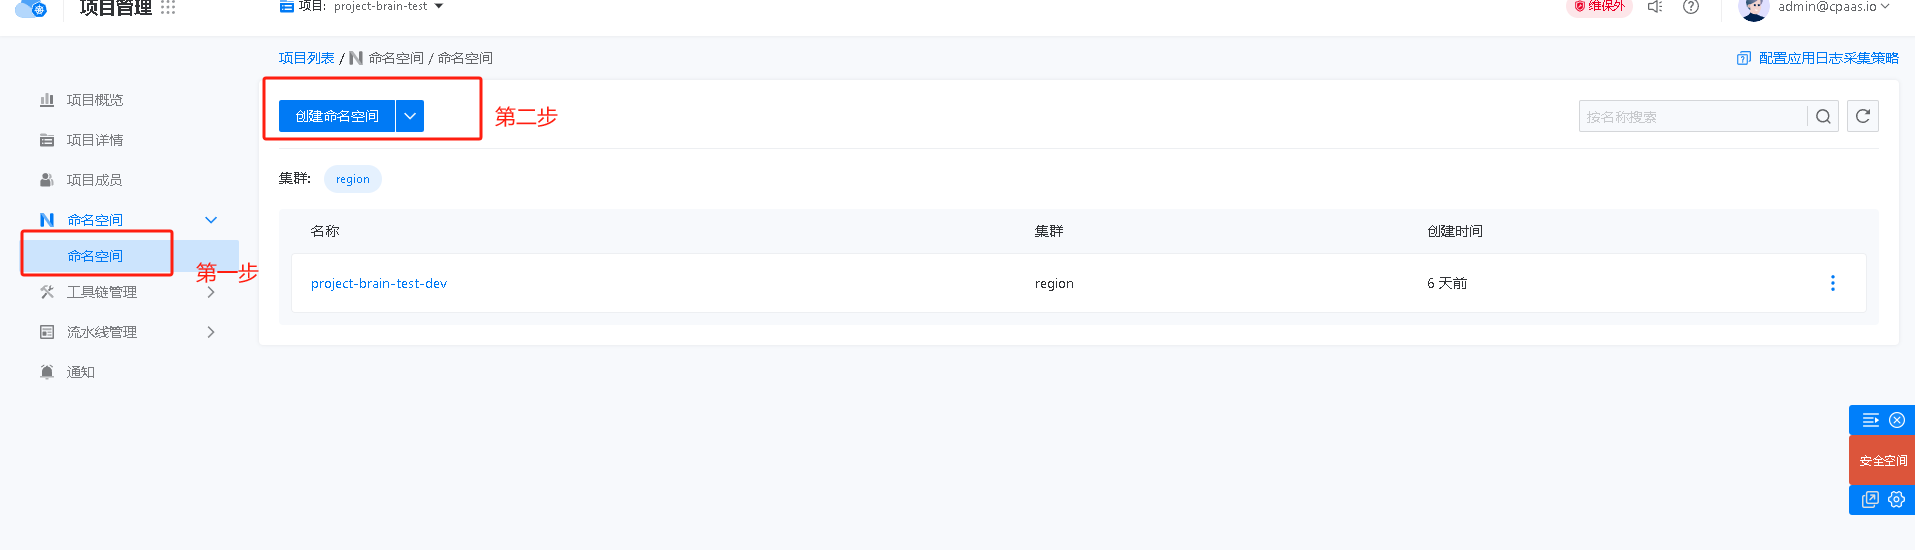 项目管理
项目: project-brain-test
维保外
admin@cpaas.io
项目列表 / 命名空间 / 命名空间
配置应用日志采集策略
项目概览
项目详情
项目成员
命名空间
命名空间
第一步
工具链管理
流水线管理
通知
创建命名空间
第二步
按名称搜索
集群: region
名称 集群 创建时间
project-brain-test-dev region 6 天前
安全空间